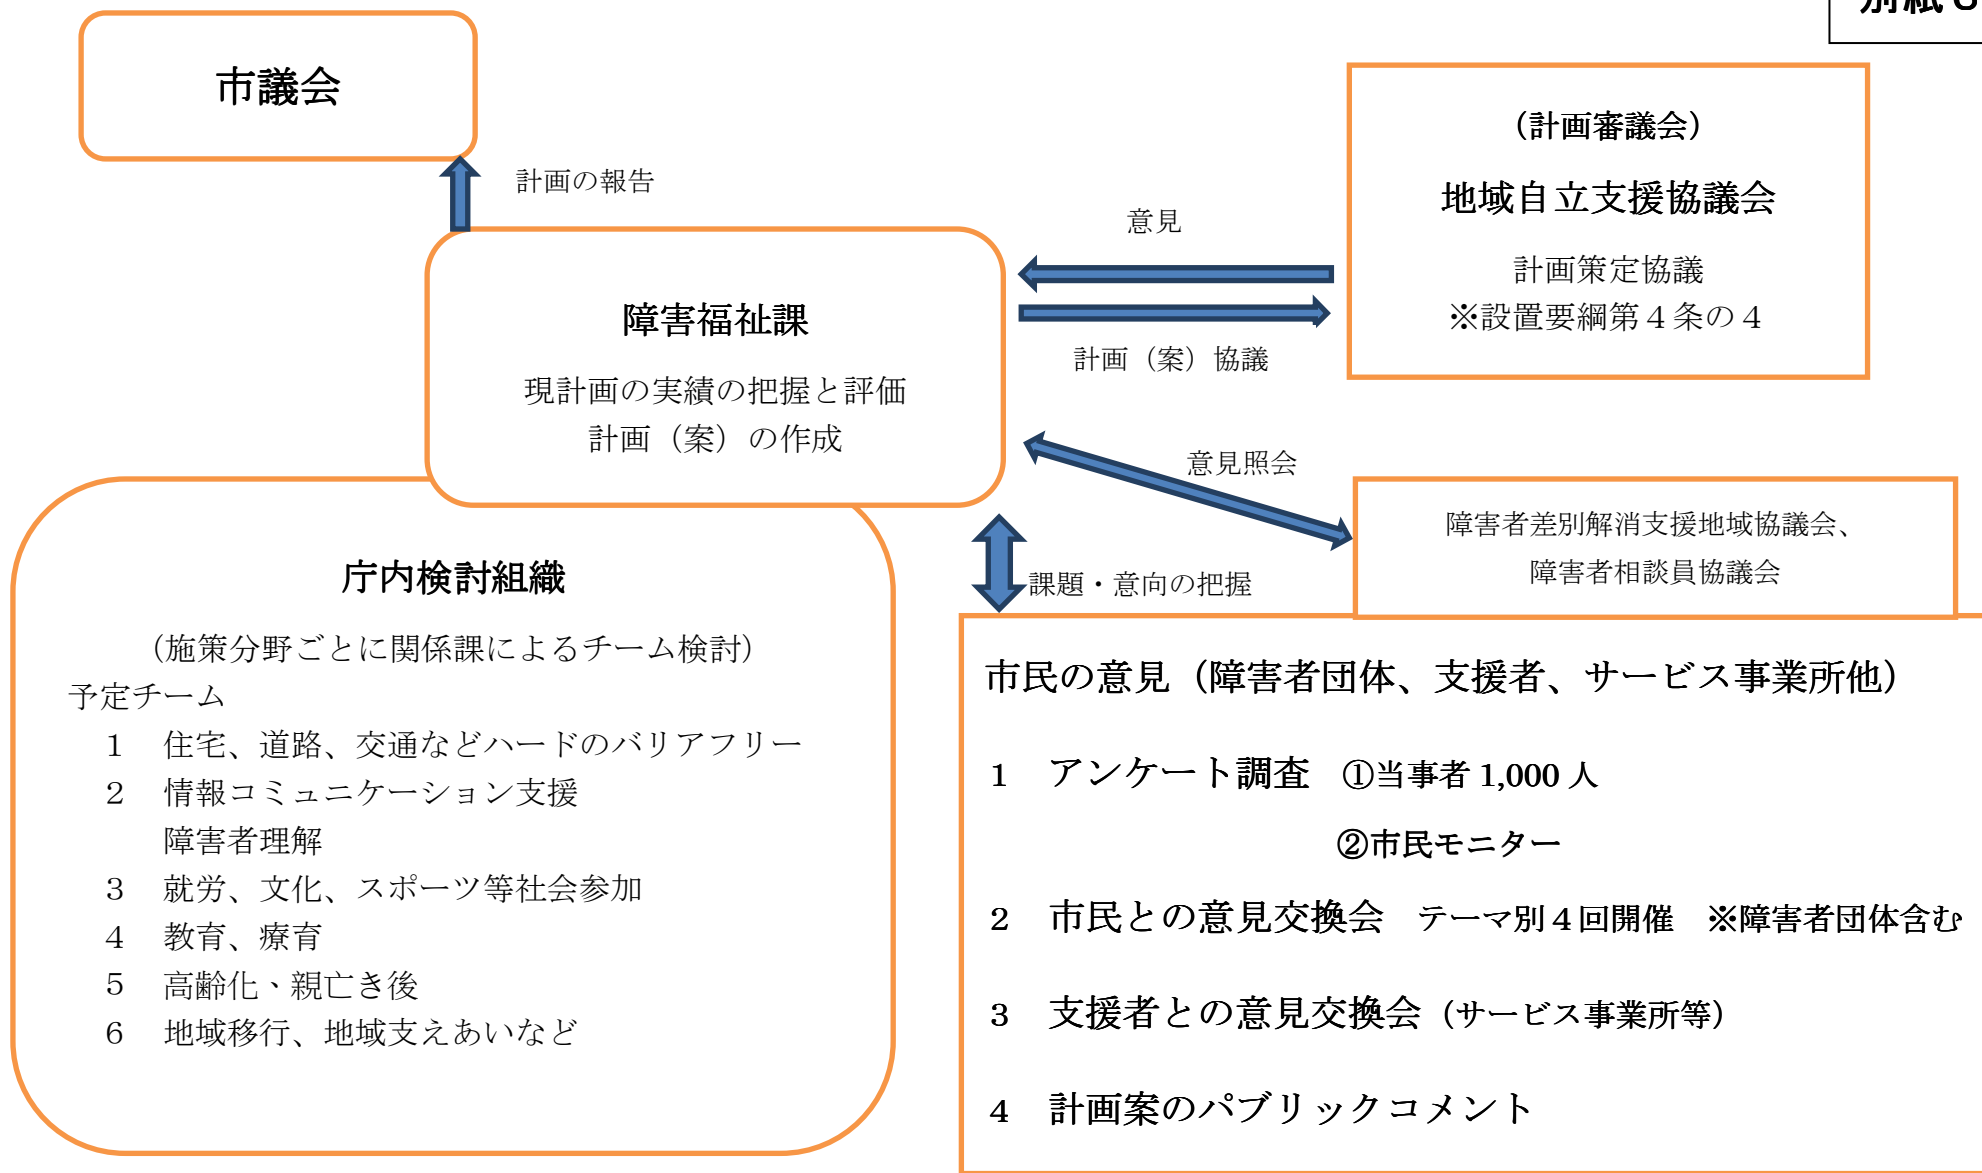 別紙
市議会
計画の報告
(計画審議会)
地域自立支援協議会
計画策定協議
※設置要綱第４条の４
意見
計画（案）協議
障害福祉課
現計画の実績の把握と評価
計画（案）の作成
意見照会
障害者差別解消支援地域協議会、
障害者相談員協議会
課題・意向の把握
庁内検討組織
（施策分野ごとに関係課によるチーム検討）
予定チーム
１　住宅、道路、交通などハードのバリアフリー
２　情報コミュニケーション支援
障害者理解
３　就労、文化、スポーツ等社会参加
４　教育、療育
５　高齢化・親亡き後
６　地域移行、地域支えあいなど
市民の意見（障害者団体、支援者、サービス事業所他）
1　アンケート調査　①当事者 1,000 人
②市民モニター
2　市民との意見交換会　テーマ別４回開催　※障害者団体含む
3　支援者との意見交換会（サービス事業所等）
4　計画案のパブリックコメント